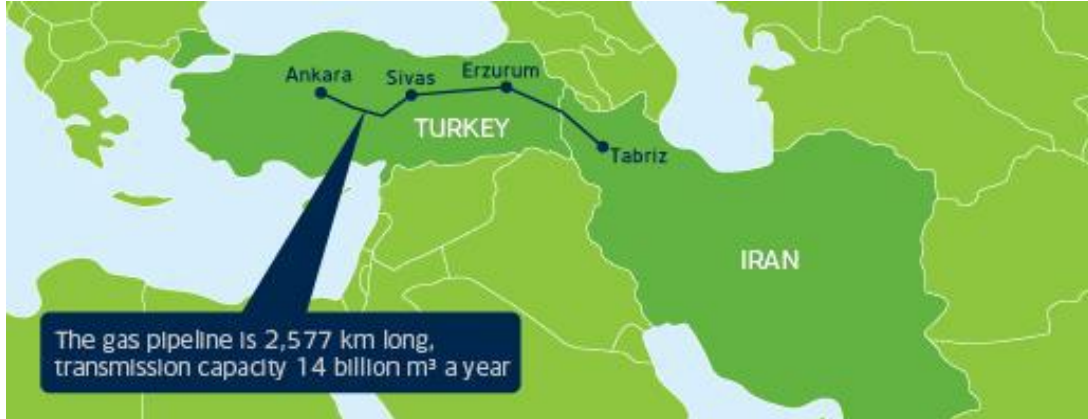 Ankara
Sivas
Erzurum
TURKEY
Tabriz
IRAN
The gas pipeline is 2,577 km long,
transmission capacity 14 billion m³ a year